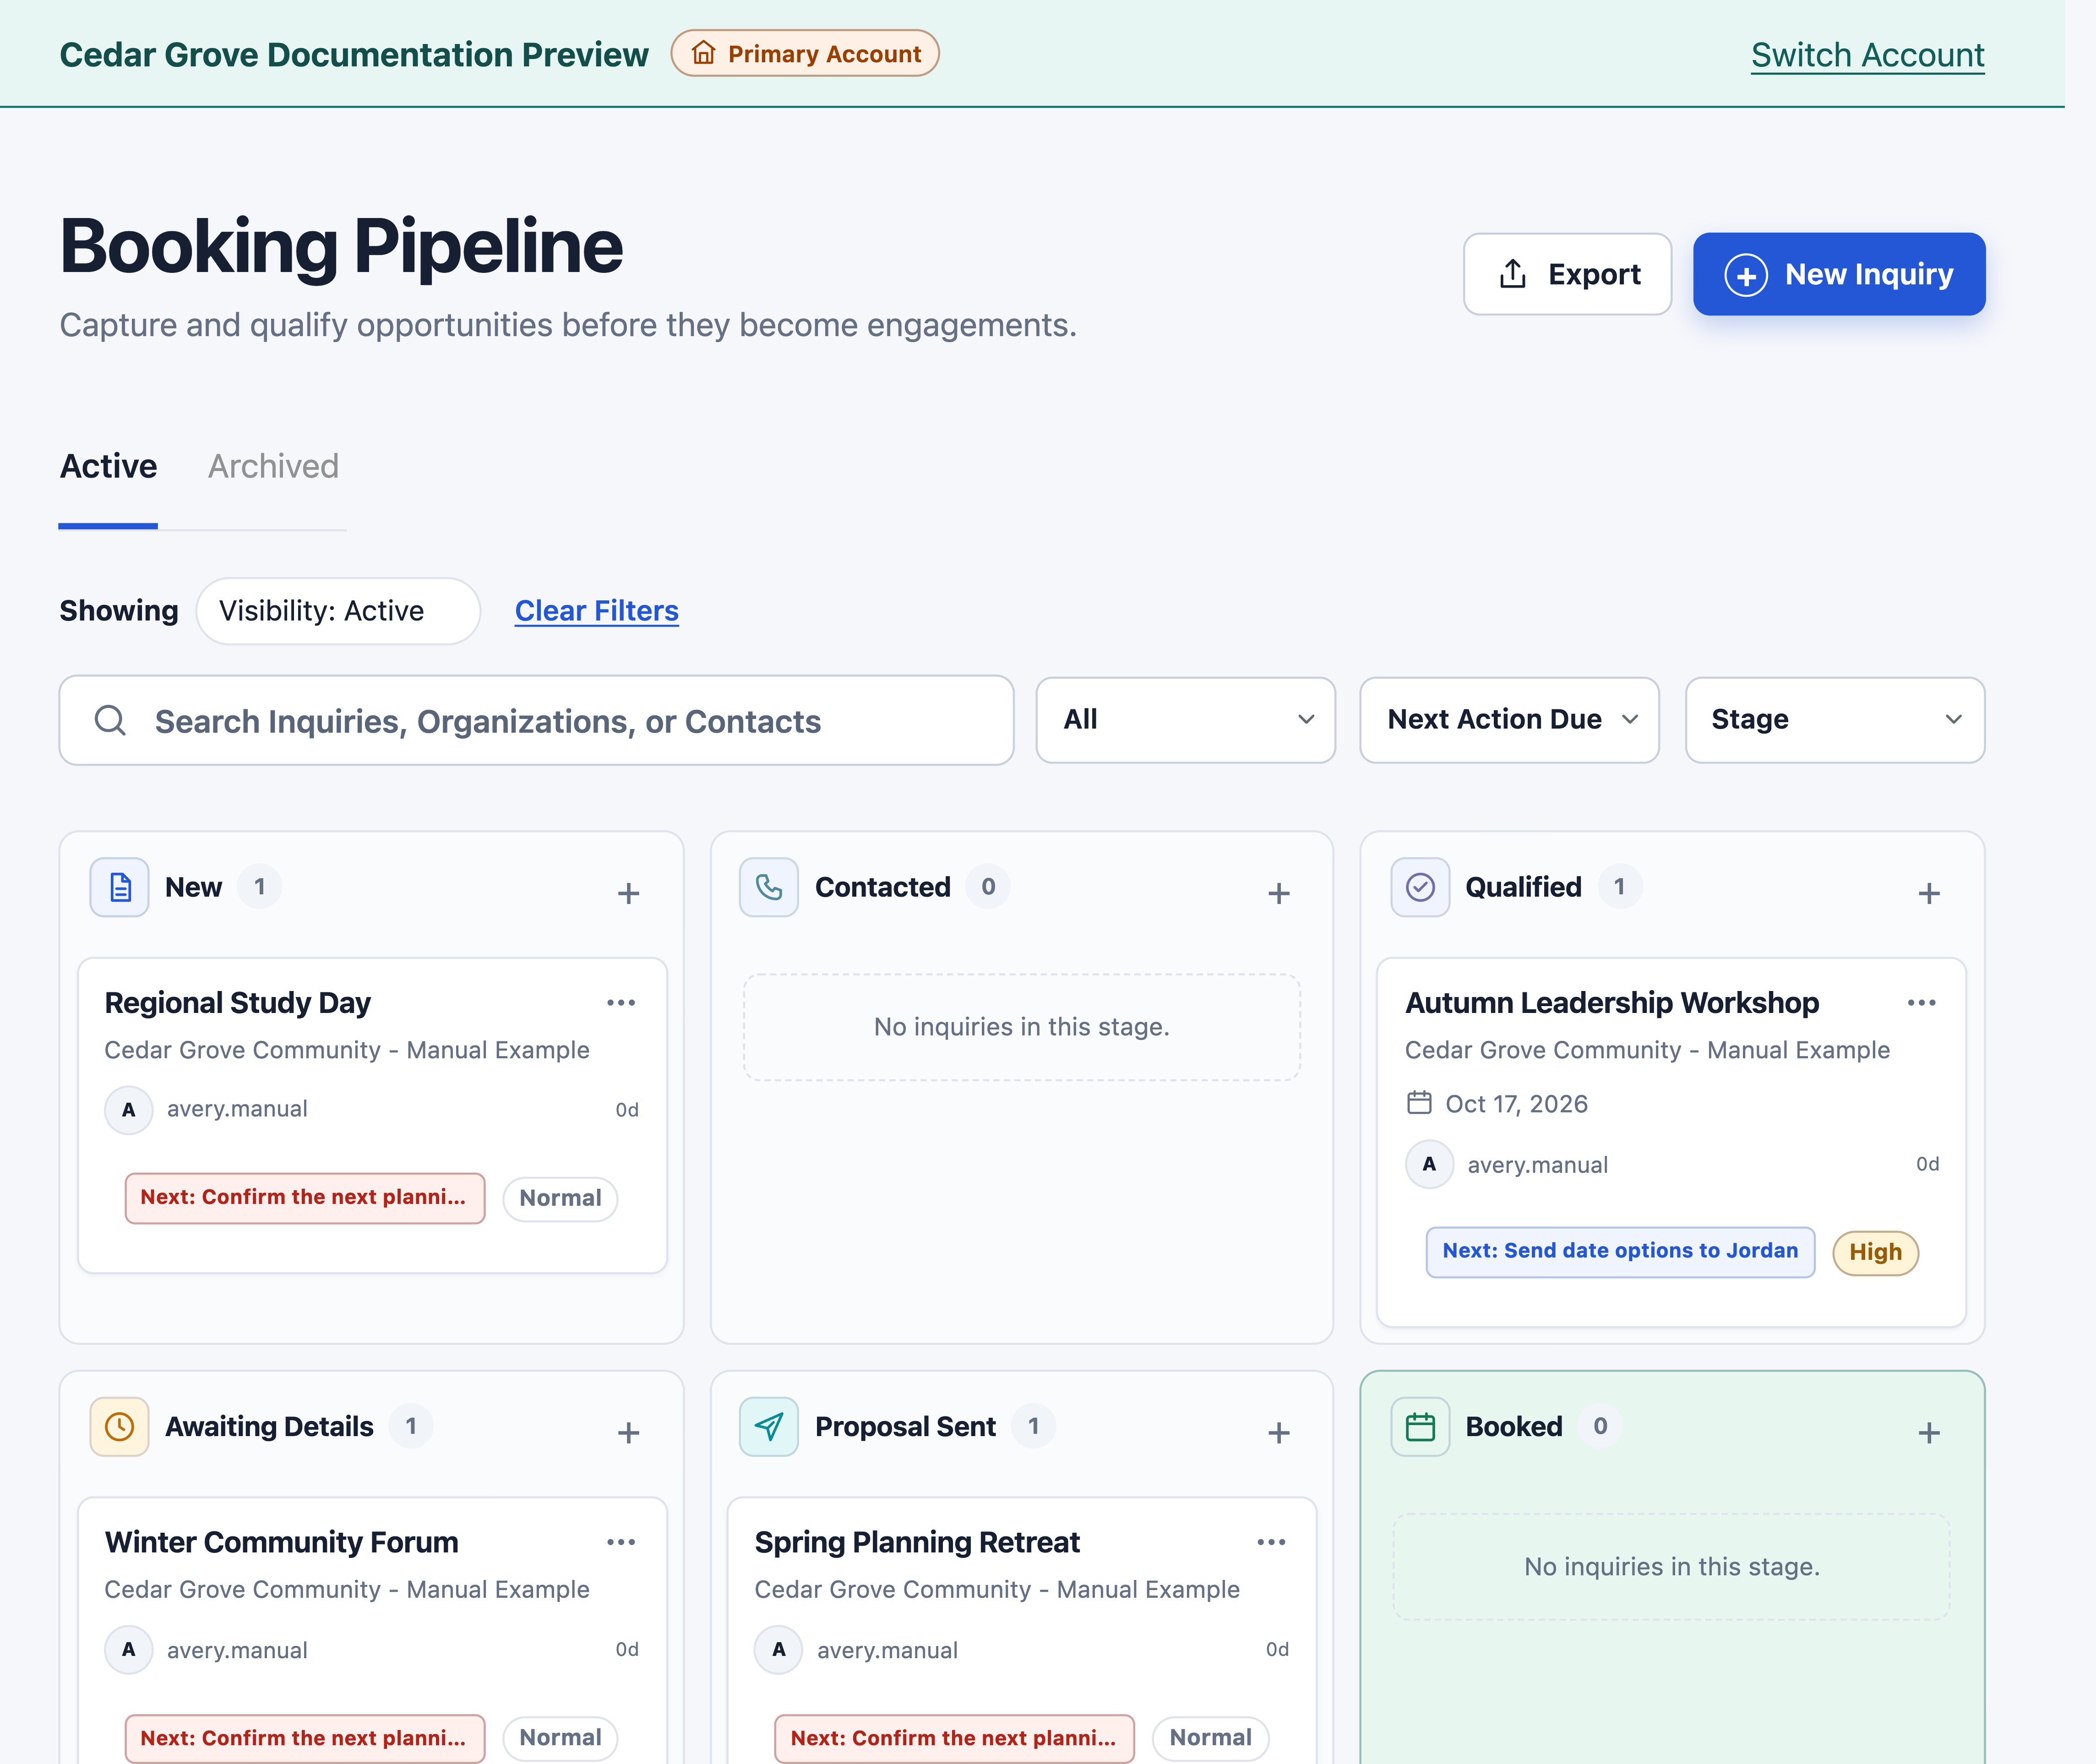 Cedar Grove Documentation Preview
Primary Account
Switch Account
Booking Pipeline
Capture and qualify opportunities before they become engagements.
Export
New Inquiry
Active
Archived
Showing
Visibility: Active
Clear Filters
Search Inquiries, Organizations, or Contacts
All
Next Action Due
Stage
New 1
Regional Study Day
Cedar Grove Community - Manual Example
A avery.manual 0d
Next: Confirm the next planni...
Normal
Contacted 0
No inquiries in this stage.
Qualified 1
Autumn Leadership Workshop
Cedar Grove Community - Manual Example
Oct 17, 2026
A avery.manual 0d
Next: Send date options to Jordan
High
Awaiting Details 1
Winter Community Forum
Cedar Grove Community - Manual Example
A avery.manual 0d
Next: Confirm the next planni...
Normal
Proposal Sent 1
Spring Planning Retreat
Cedar Grove Community - Manual Example
A avery.manual 0d
Next: Confirm the next planni...
Normal
Booked 0
No inquiries in this stage.